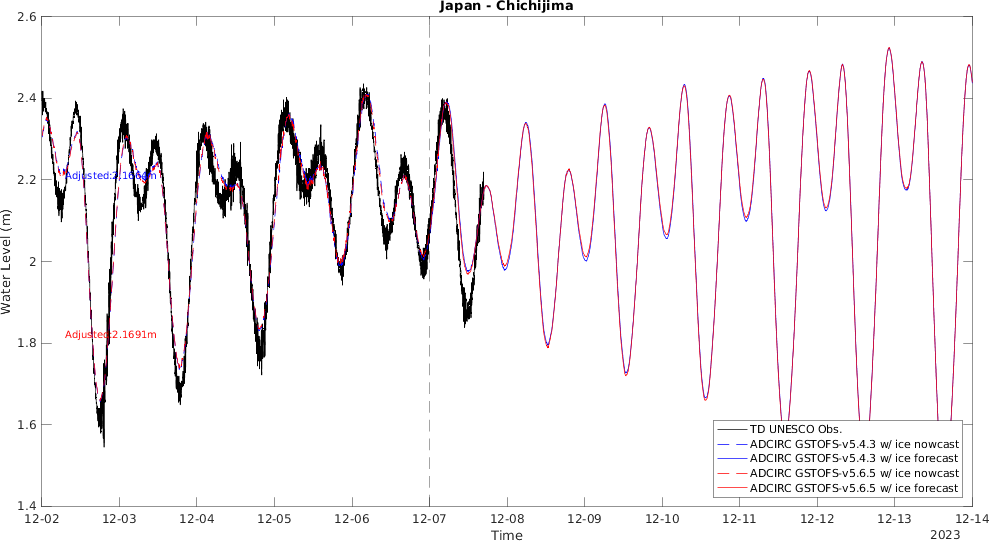 Japan - Chichijima
2.6
2.4
2.2
2
1.8
1.6
1.4
Water Level (m)
Adjusted:2.1691m
TD UNESCO Obs.
ADCIRC GSTOFS-v5.4.3 w/ ice nowcast
ADCIRC GSTOFS-v5.4.3 w/ ice forecast
ADCIRC GSTOFS-v5.6.5 w/ ice nowcast
ADCIRC GSTOFS-v5.6.5 w/ ice forecast
12-02 12-03 12-04 12-05 12-06 12-07 12-08 12-09 12-10 12-11 12-12 12-13 12-14
Time
2023